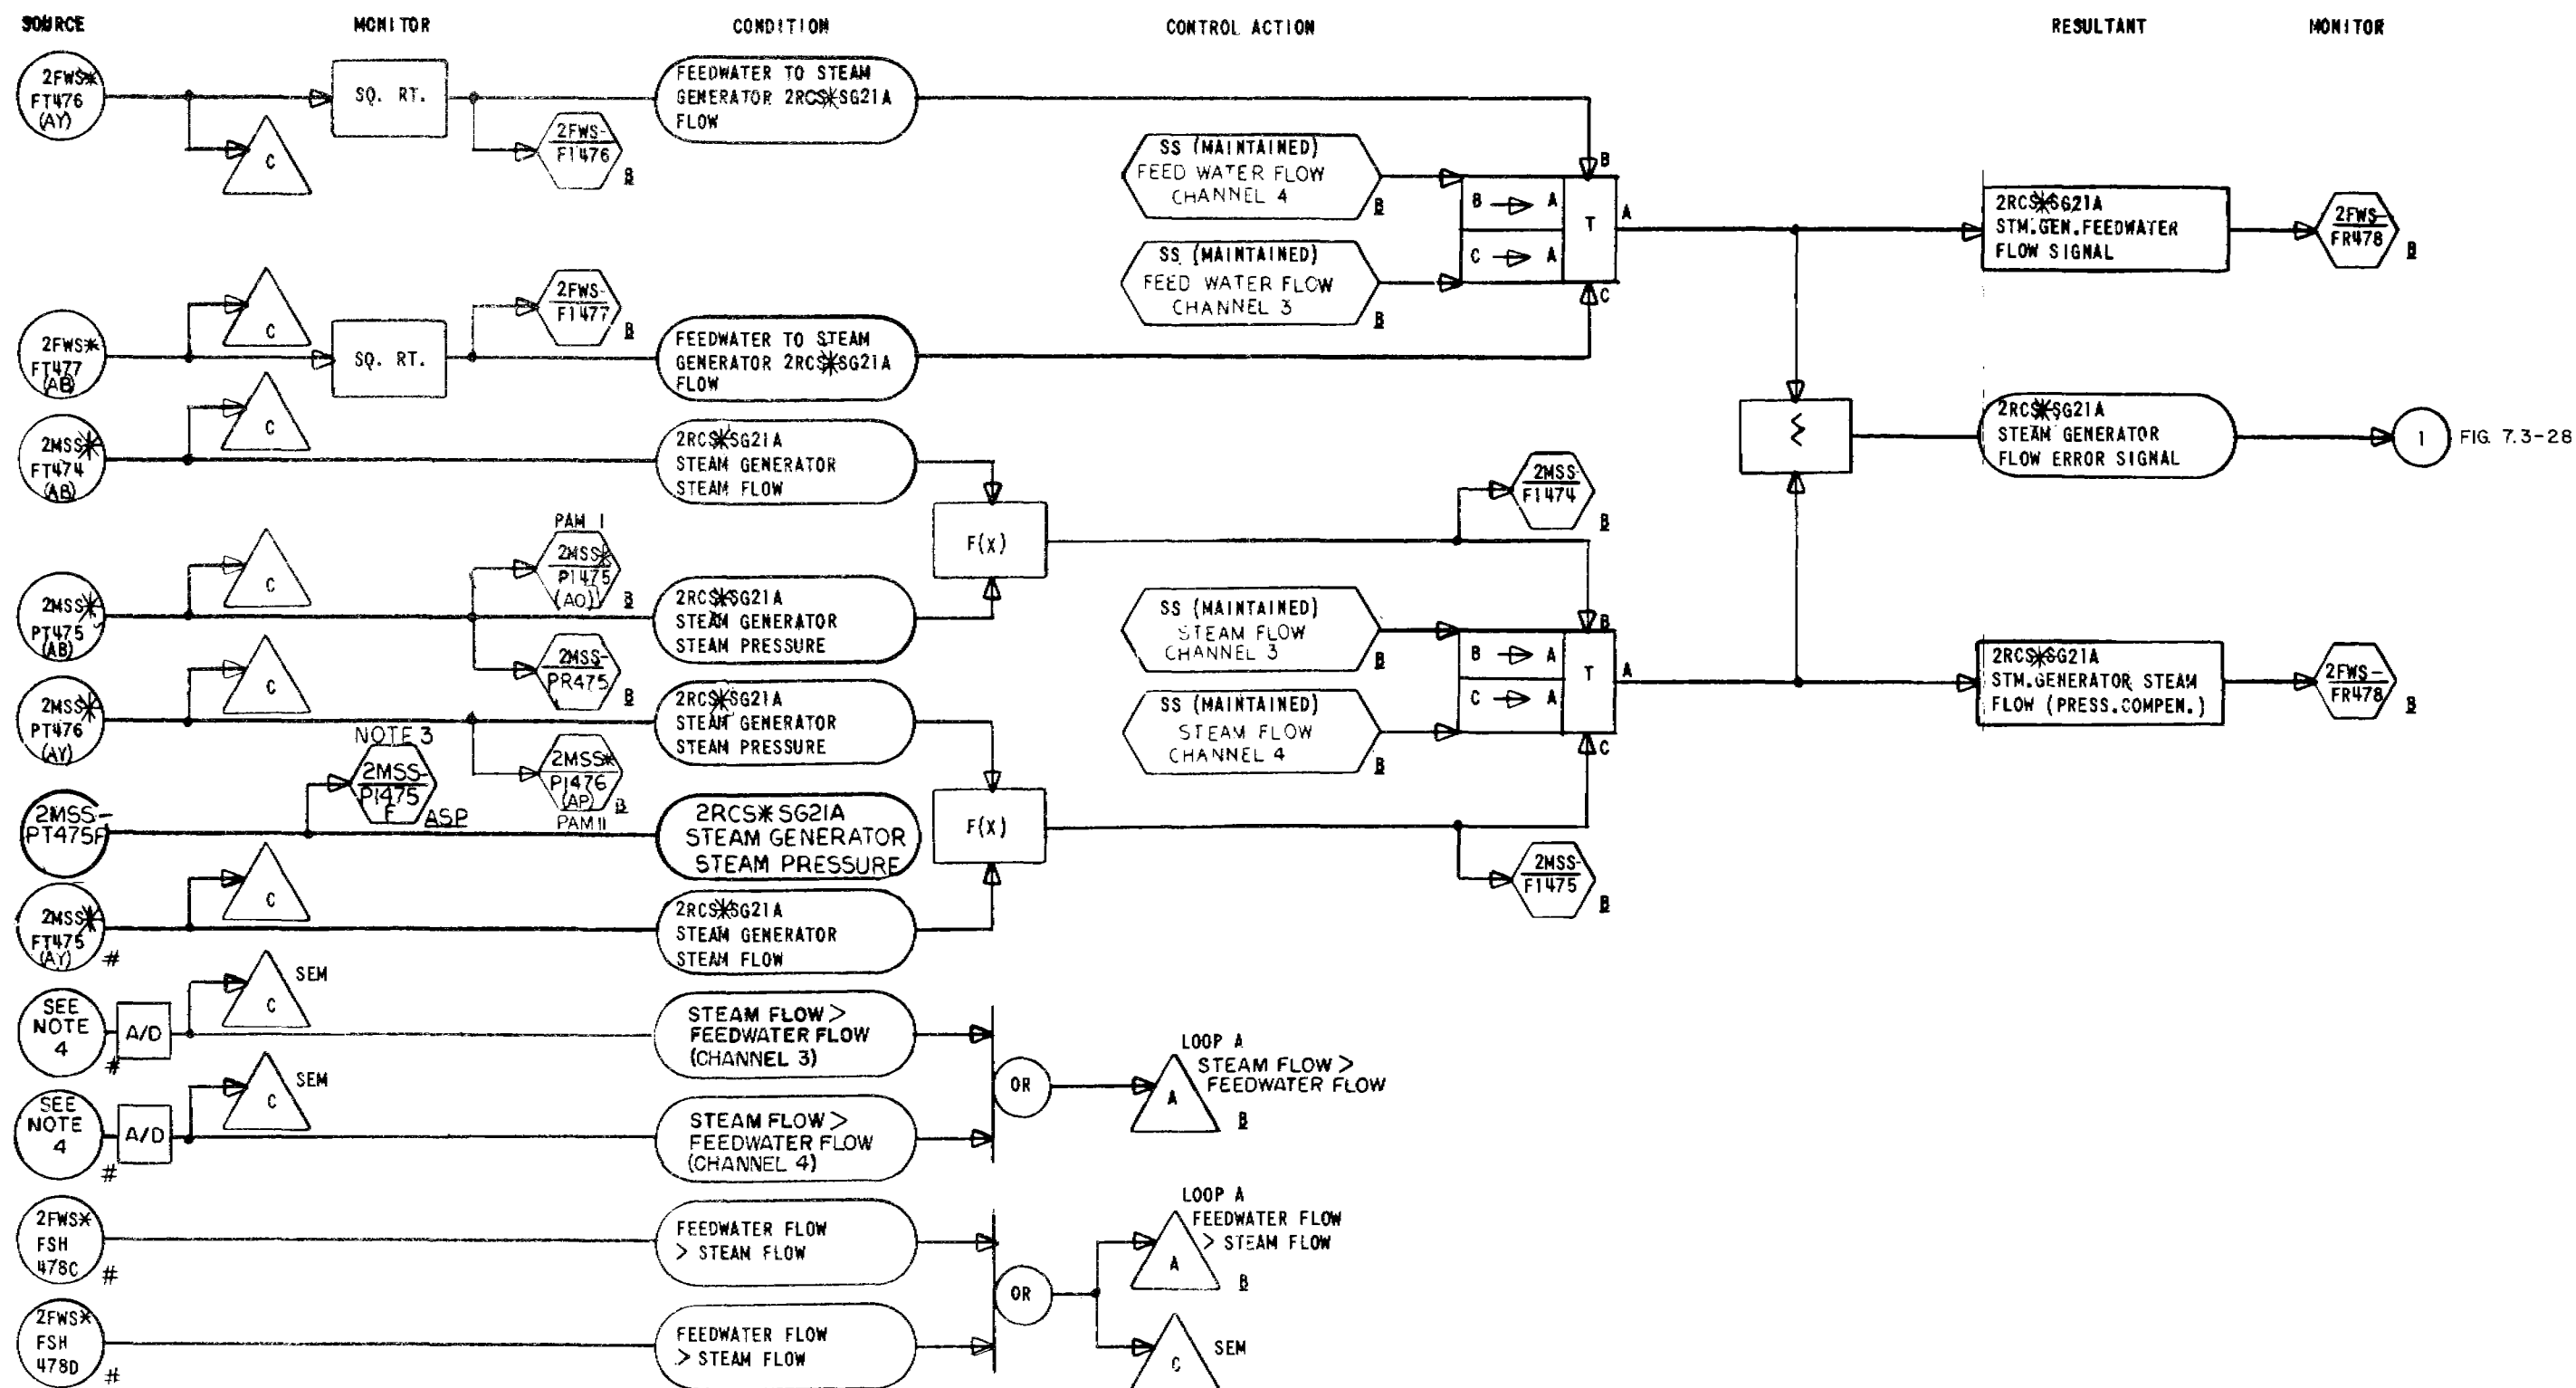 SOURCE
MONITOR
CONDITION
CONTROL ACTION
RESULTANT
MONITOR
2FWS*
FT476
(AY)
C
SQ. RT.
2FWS-
FI476
B
FEEDWATER TO STEAM
GENERATOR 2RCS*SG21A
FLOW
SS (MAINTAINED)
FEED WATER FLOW
CHANNEL 4
B
SS (MAINTAINED)
FEED WATER FLOW
CHANNEL 3
B
B
B → A
C → A
T
A
C
2RCS*SG21A
STM.GEN.FEEDWATER
FLOW SIGNAL
2FWS-
FR478
B
2FWS*
FT477
(AB)
C
SQ. RT.
2FWS-
FI477
B
FEEDWATER TO STEAM
GENERATOR 2RCS*SG21A
FLOW
2MSS*
FT474
(AB)
C
2RCS*SG21A
STEAM GENERATOR
STEAM FLOW
F(X)
2MSS-
FI474
B
Σ
2RCS*SG21A
STEAM GENERATOR
FLOW ERROR SIGNAL
1
FIG. 7.3-28
2MSS*
PT475
(AB)
C
PAM I
2MSS*
PI475
(AO)
B
2MSS-
PR475
B
2RCS*SG21A
STEAM GENERATOR
STEAM PRESSURE
SS (MAINTAINED)
STEAM FLOW
CHANNEL 3
B
SS (MAINTAINED)
STEAM FLOW
CHANNEL 4
B
B
B → A
C → A
T
A
C
2RCS*SG21A
STM.GENERATOR STEAM
FLOW (PRESS.COMPEN.)
2FWS-
FR478
B
2MSS*
PT476
(AY)
C
2MSS*
PI476
(AP)
B
PAM II
2RCS*SG21A
STEAM GENERATOR
STEAM PRESSURE
F(X)
2MSS-
FI475
B
2MSS-
PT475F
NOTE 3
2MSS-
PI475
F
ASP
2RCS*SG21A
STEAM GENERATOR
STEAM PRESSURE
2MSS*
FT475
(AY)
#
C
2RCS*SG21A
STEAM GENERATOR
STEAM FLOW
SEE
NOTE
4
#
A/D
C
SEM
STEAM FLOW >
FEEDWATER FLOW
(CHANNEL 3)
SEE
NOTE
4
#
A/D
C
SEM
STEAM FLOW >
FEEDWATER FLOW
(CHANNEL 4)
OR
A
LOOP A
STEAM FLOW >
FEEDWATER FLOW
B
2FWS*
FSH
478C
#
FEEDWATER FLOW
> STEAM FLOW
2FWS*
FSH
478D
#
FEEDWATER FLOW
> STEAM FLOW
OR
A
LOOP A
FEEDWATER FLOW
> STEAM FLOW
B
C
SEM